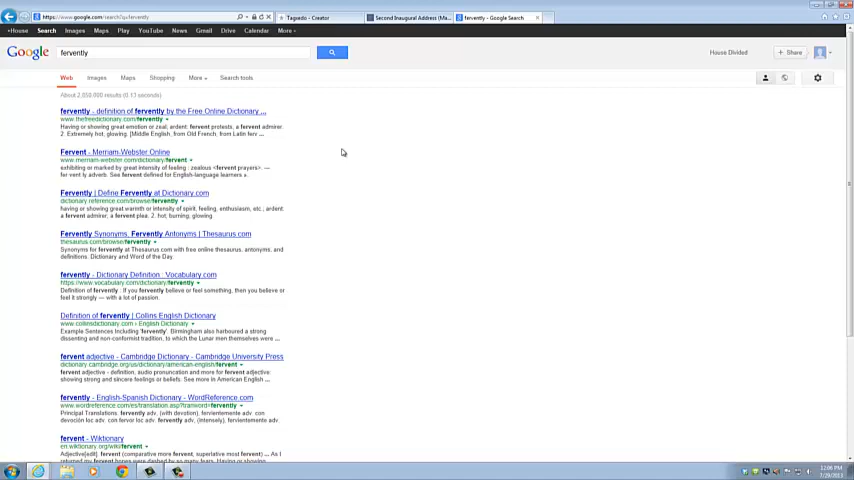 https://www.google.com/search?q=fervently
Tagxedo - Creator
Second Inaugural Address (Ma...
fervently - Google Search
+House Search Images Maps Play YouTube News Gmail Drive Calendar More
Google
fervently
House Divided
+ Share
Web Images Maps Shopping More Search tools
About 2,050,000 results (0.13 seconds)
fervently - definition of fervently by the Free Online Dictionary ...
www.thefreedictionary.com/fervently
Having or showing great emotion or zeal; ardent: fervent protests; a fervent admirer.
2. Extremely hot; glowing. [Middle English, from Old French, from Latin ferv ...
Fervent - Merriam-Webster Online
www.merriam-webster.com/dictionary/fervent
exhibiting or marked by great intensity of feeling : zealous <fervent prayers>. —
fer·vent·ly adverb. See fervent defined for English-language learners ».
Fervently | Define Fervently at Dictionary.com
dictionary.reference.com/browse/fervently
having or showing great warmth or intensity of spirit, feeling, enthusiasm, etc.; ardent:
a fervent admirer; a fervent plea. 2. hot; burning; glowing.
Fervently Synonyms, Fervently Antonyms | Thesaurus.com
thesaurus.com/browse/fervently
Synonyms for fervently at Thesaurus.com with free online thesaurus, antonyms, and
definitions. Dictionary and Word of the Day.
fervently - Dictionary Definition : Vocabulary.com
https://www.vocabulary.com/dictionary/fervently
Definition of fervently : If you fervently believe or feel something, then you believe or
feel it strongly — with a lot of passion.
Definition of fervently | Collins English Dictionary
www.collinsdictionary.com › English Dictionary
Example Sentences Including 'fervently'. Birmingham also harboured a strong
dissenting and non-conformist tradition, to which the Lunar men themselves were ...
fervent adjective - Cambridge Dictionary - Cambridge University Press
dictionary.cambridge.org/us/dictionary/american-english/fervent
fervent adjective - definition, audio pronunciation and more for fervent adjective:
showing strong and sincere feelings or beliefs. See more in American English ...
fervently - English-Spanish Dictionary - WordReference.com
www.wordreference.com/es/translation.asp?tranword=fervently
Principal Translations. fervently adv, (with devotion), fervientemente adv. con
devoción loc adv. con fervor loc adv. fervently adv, (intensely), fervientemente adv.
fervent - Wiktionary
en.wiktionary.org/wiki/fervent
Adjective[edit]. fervent (comparative more fervent, superlative most fervent) ... As I
12:06 PM
7/29/2013